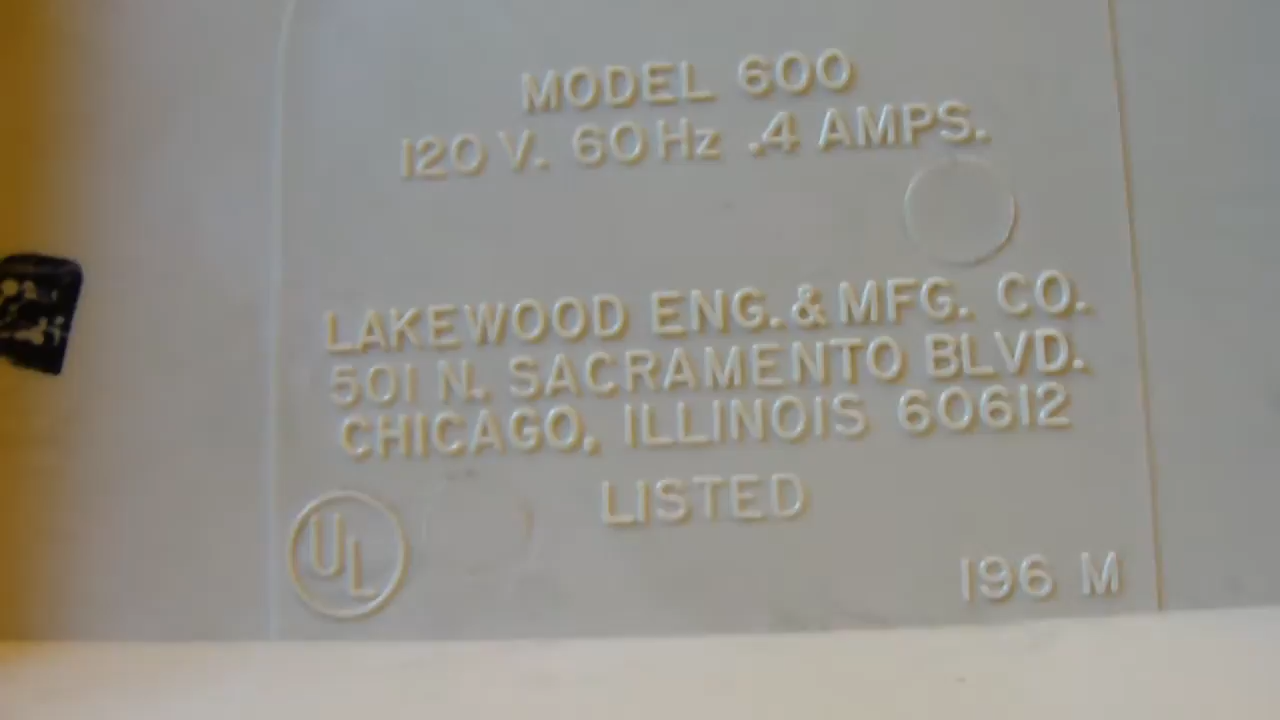 MODEL 600
120 V. 60 Hz .4 AMPS.
LAKEWOOD ENG. & MFG. CO.
501 N. SACRAMENTO BLVD.
CHICAGO, ILLINOIS 60612
LISTED
UL
196 M